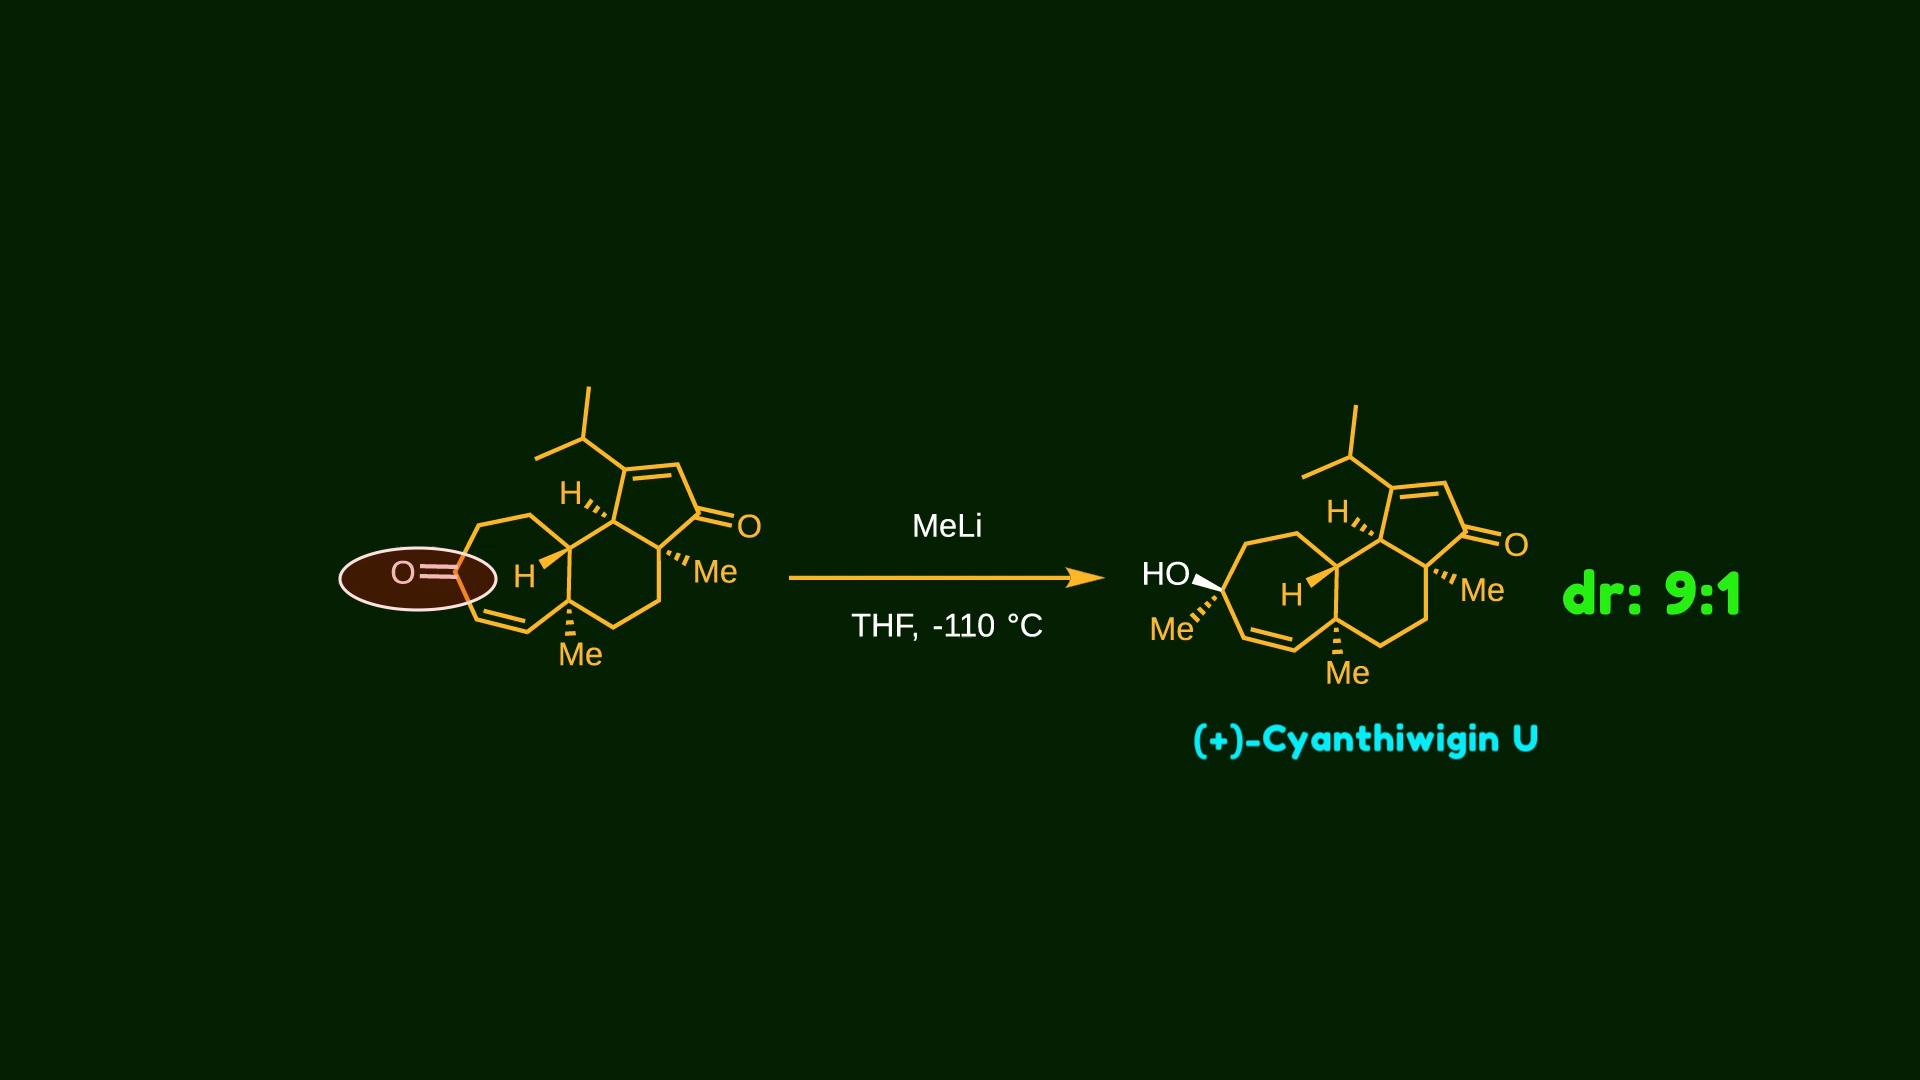 H
O
O
H
Me
Me
MeLi
THF, -110 °C
H
O
HO
H
Me
Me
Me
dr: 9:1
(+)-Cyanthiwigin U